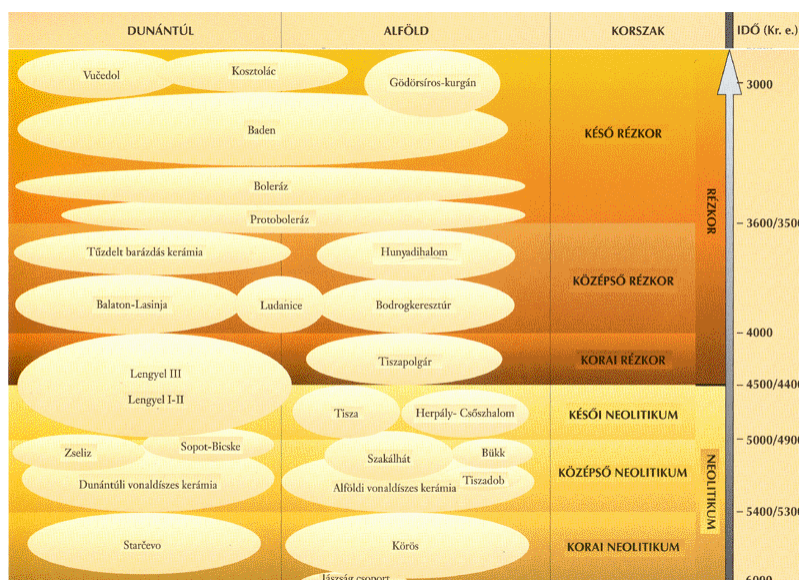 DUNÁNTÚL ALFÖLD KORSZAK IDŐ (Kr. e.)
Vučedol Kosztolác Gödörsíros-kurgán 3000
Baden KÉSŐ RÉZKOR
Boleráz
Protoboleráz 3600/3500
RÉZKOR
Tűzdelt barázdás kerámia Hunyadihalom
KÖZÉPSŐ RÉZKOR
Balaton-Lasinja Ludanice Bodrogkeresztúr
4000
Tiszapolgár KORAI RÉZKOR
Lengyel III
4500/4400
Lengyel I-II
Tisza Herpály- Csőszhalom KÉSŐI NEOLITIKUM
5000/4900
Zseliz Sopot-Bicske Szakálhát Bükk
KÖZÉPSŐ NEOLITIKUM
Dunántúli vonaldíszes kerámia Alföldi vonaldíszes kerámia Tiszadob
NEOLITIKUM
5400/5300
Starčevo Körös KORAI NEOLITIKUM
Jászság csoport 6000